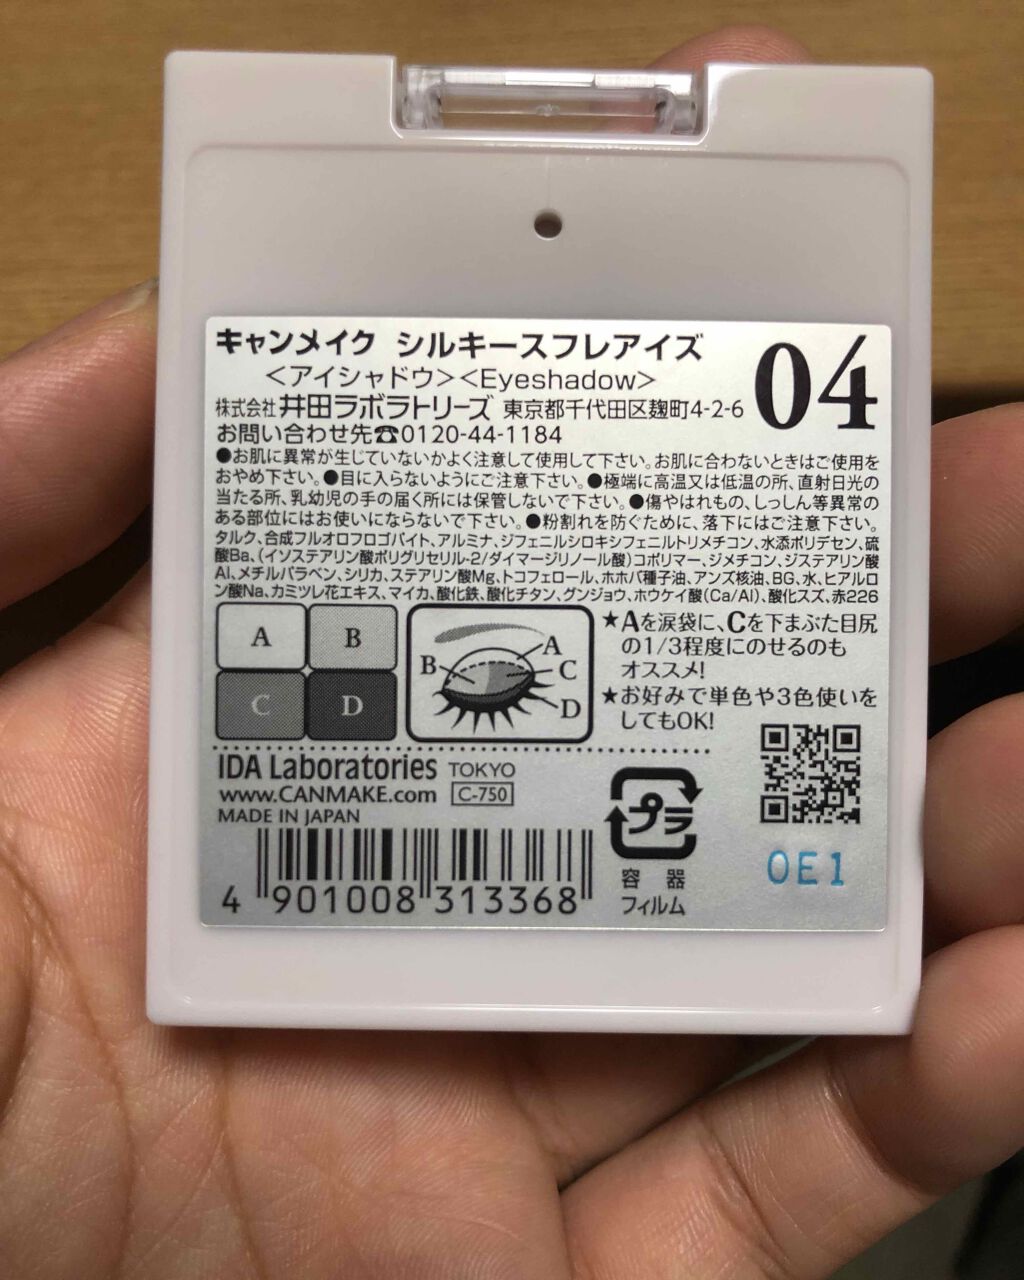 キャンメイク シルキースフレアイズ
<アイシャドウ><Eyeshadow>
04
株式会社 井田ラボラトリーズ 東京都千代田区麹町4-2-6
お問い合わせ先☎0120-44-1184
●お肌に異常が生じていないかよく注意して使用して下さい。お肌に合わないときはご使用を
おやめ下さい。●目に入らないようにご注意下さい。●極端に高温又は低温の所、直射日光の
当たる所、乳幼児の手の届く所には保管しないで下さい。●傷やはれもの、しっしん等異常の
ある部位にはお使いにならないで下さい。●粉割れを防ぐために、落下にはご注意下さい。
タルク、合成フルオロフロゴパイト、アルミナ、ジフェニルシロキシフェニルトリメチコン、水添ポリデセン、硫
酸Ba、(イソステアリン酸ポリグリセリル-2/ダイマージリノール酸)コポリマー、ジメチコン、ジステアリン酸
Al、メチルパラベン、シリカ、ステアリン酸Mg、トコフェロール、ホホバ種子油、アンズ核油、BG、水、ヒアルロ
ン酸Na、カミツレ花エキス、マイカ、酸化鉄、酸化チタン、グンジョウ、ホウケイ酸(Ca/Al)、酸化スズ、赤226
A
B
C
D
A
B
C
D
★Aを涙袋に、Cを下まぶた目尻
の1/3程度にのせるのも
オススメ!
★お好みで単色や3色使いを
してもOK!
IDA Laboratories TOKYO
www.CANMAKE.com C-750
MADE IN JAPAN
4 901008 313368
プラ
容器
フィルム
0E1